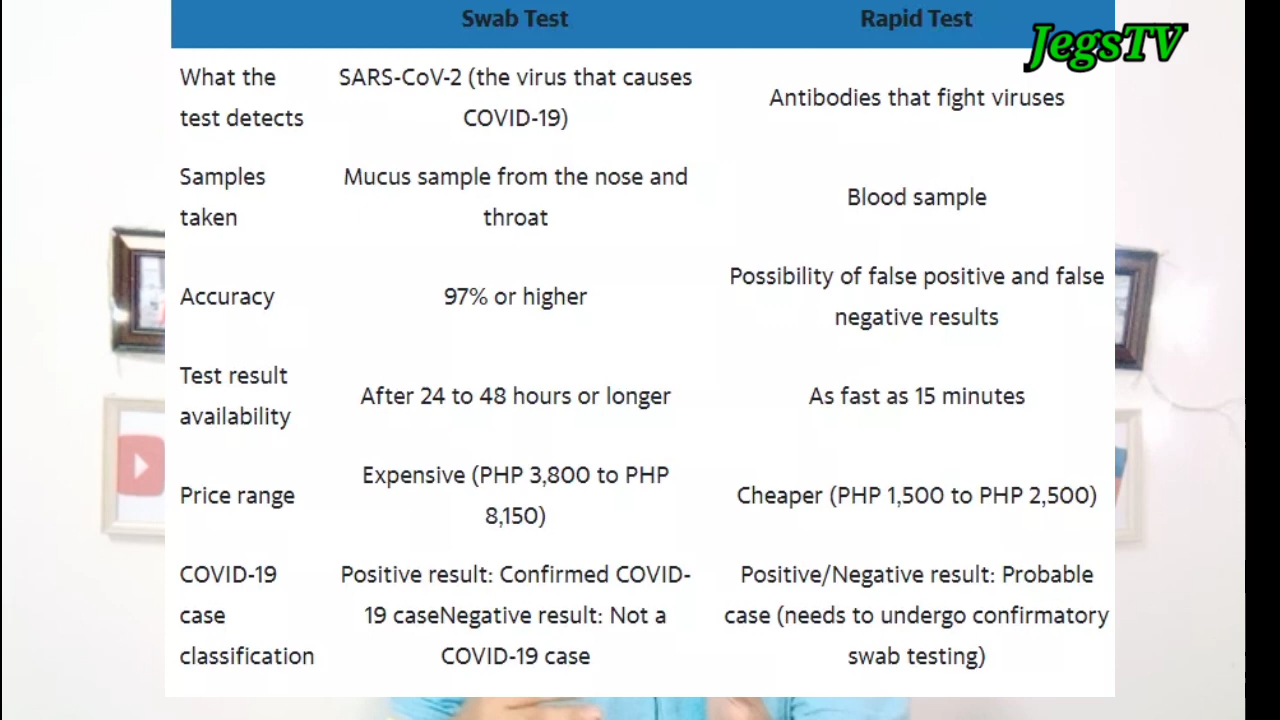 Swab Test Rapid Test
JegsTV
What the
test detects
SARS-CoV-2 (the virus that causes
COVID-19)
Antibodies that fight viruses
Samples
taken
Mucus sample from the nose and
throat
Blood sample
Accuracy
97% or higher
Possibility of false positive and false
negative results
Test result
availability
After 24 to 48 hours or longer
As fast as 15 minutes
Price range
Expensive (PHP 3,800 to PHP
8,150)
Cheaper (PHP 1,500 to PHP 2,500)
COVID-19
case
classification
Positive result: Confirmed COVID-
19 caseNegative result: Not a
COVID-19 case
Positive/Negative result: Probable
case (needs to undergo confirmatory
swab testing)